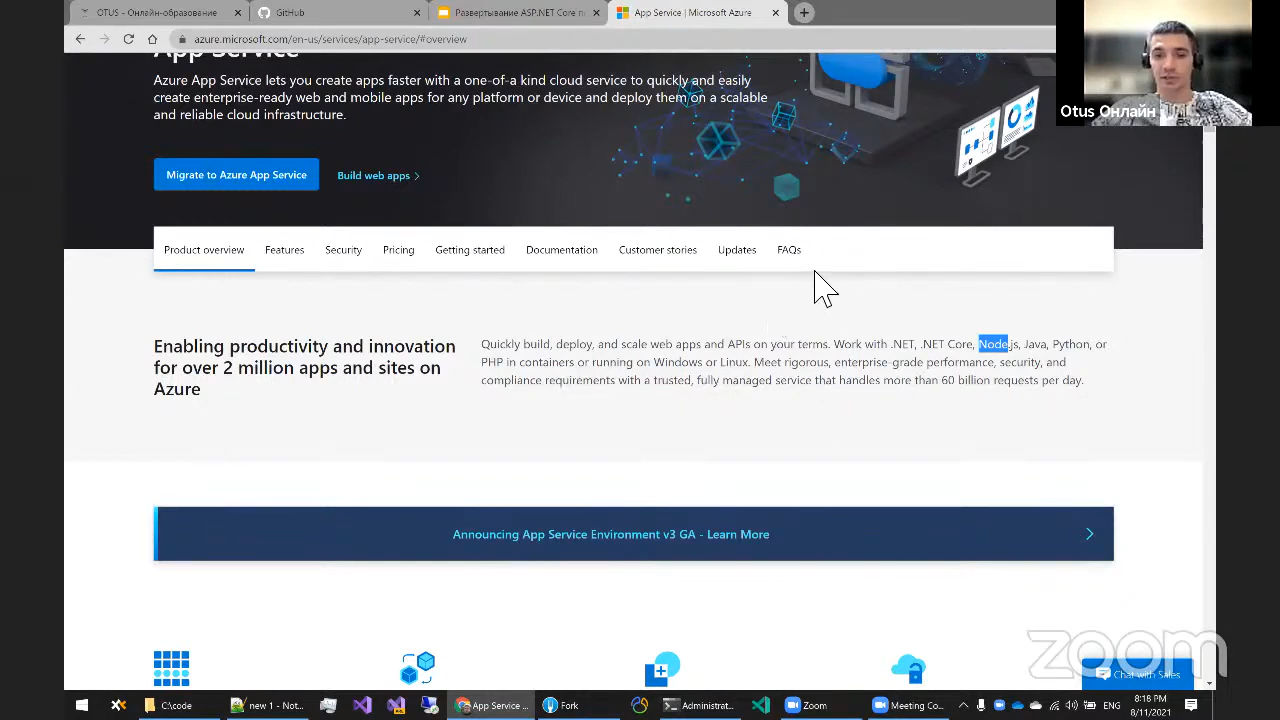 OTUS - Онлайн-образование
GitHub
Развертывание ASP.NET Core п
App Service | Microsoft Azure
azure.microsoft.com/en-us/services/app-service/#overview
Otus Онлайн
App Service
Azure App Service lets you create apps faster with a one-of-a kind cloud service to quickly and easily
create enterprise-ready web and mobile apps for any platform or device and deploy them on a scalable
and reliable cloud infrastructure.
Migrate to Azure App Service
Build web apps
Product overview
Features
Security
Pricing
Getting started
Documentation
Customer stories
Updates
FAQs
Enabling productivity and innovation
for over 2 million apps and sites on
Azure
Quickly build, deploy, and scale web apps and APIs on your terms. Work with .NET, .NET Core, Node.js, Java, Python, or
PHP in containers or running on Windows or Linux. Meet rigorous, enterprise-grade performance, security, and
compliance requirements with a trusted, fully managed service that handles more than 60 billion requests per day.
Announcing App Service Environment v3 GA - Learn More
zoom
Chat with Sales
C:\code
new 1 - Not...
App Service ...
Fork
Administrat...
Zoom
Meeting Co...
8:18 PM
8/11/2021